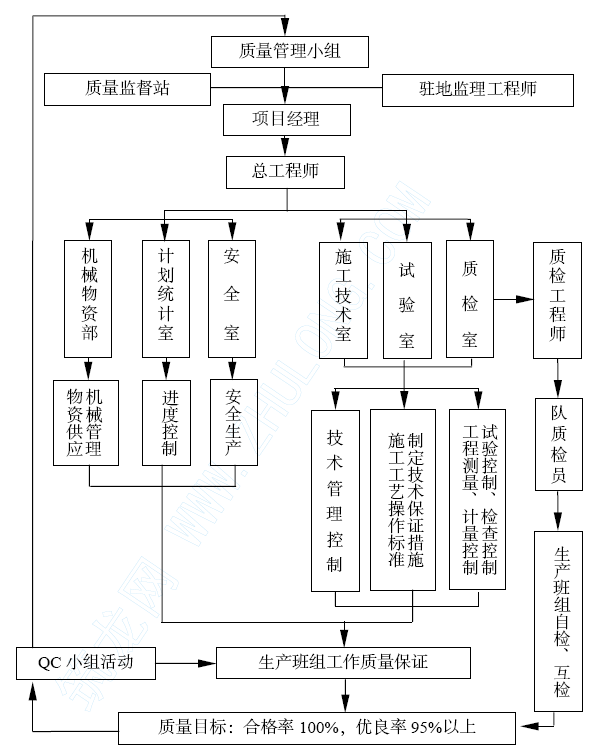 质量管理小组
质量监督站
驻地监理工程师
项目经理
总工程师
机械物资部
计划统计室
安全室
施工技术室
试验室
质检室
质检工程师
机械管理
物资供应
进度控制
安全生产
技术管理控制
制定技术保证措施
施工工艺操作标准
试验控制、检查控制
工程测量、计量控制
队质检员
生产班组自检、互检
QC 小组活动
生产班组工作质量保证
质量目标：合格率 100%，优良率 95%以上
筑龙网 WWW.ZHULONG.COM